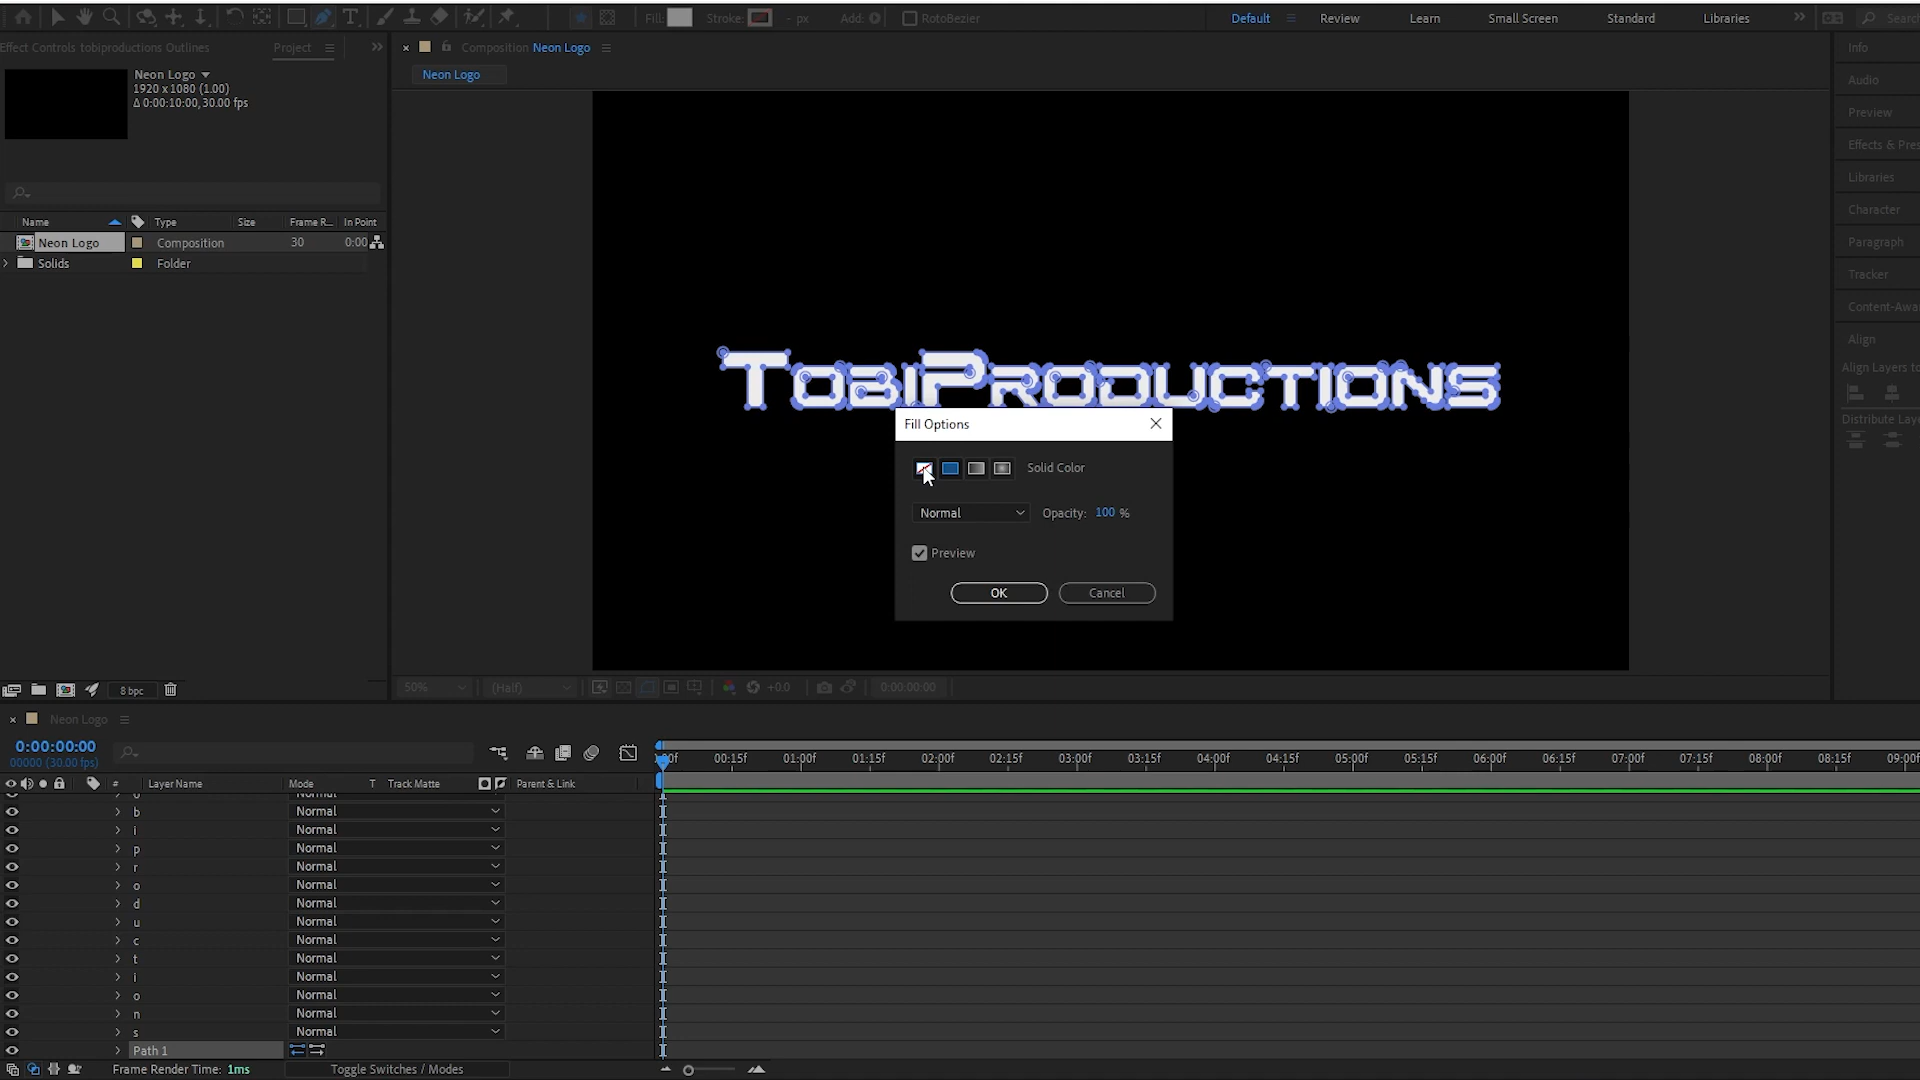 Fill:
Stroke:
- px
Add:
RotoBezier
Default
Review
Learn
Small Screen
Standard
Libraries
Search
Effect Controls tobiproductions Outlines
Project
Composition Neon Logo
Info
Neon Logo
1920 x 1080 (1.00)
Δ 0:00:10:00, 30.00 fps
Neon Logo
Audio
Preview
Effects & Pres
Libraries
Character
Paragraph
Tracker
Content-Awa
Align
Align Layers to
Distribute Laye
Name
Type
Size
Frame R...
In Point
Neon Logo
Composition
30
0:00
Solids
Folder
TobiProductions
Fill Options
Solid Color
Normal
Opacity: 100 %
Preview
OK
Cancel
8 bpc
50%
(Half)
+0.0
0:00:00:00
Neon Logo
0:00:00:00
00000 (30.00 fps)
:00f 00:15f 01:00f 01:15f 02:00f 02:15f 03:00f 03:15f 04:00f 04:15f 05:00f 05:15f 06:00f 06:15f 07:00f 07:15f 08:00f 08:15f 09:00f
# Layer Name Mode T Track Matte Parent & Link
o Normal
b Normal
i Normal
p Normal
r Normal
o Normal
d Normal
u Normal
c Normal
t Normal
i Normal
o Normal
n Normal
s Normal
Path 1
Frame Render Time: 1ms
Toggle Switches / Modes